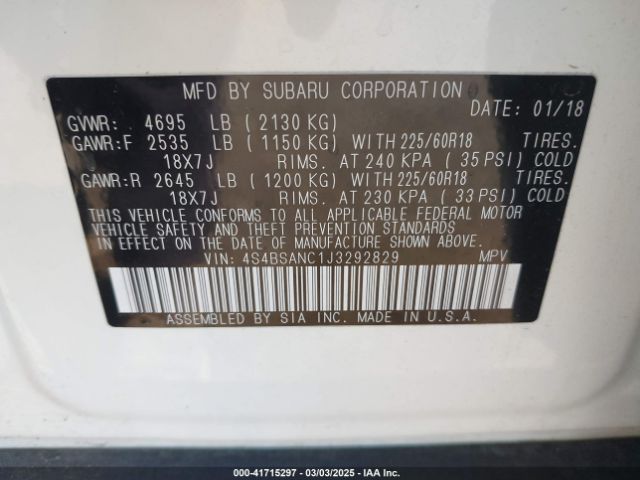 MFD BY SUBARU CORPORATION
DATE: 01/18
GVWR: 4695 LB ( 2130 KG)
GAWR:F 2535 LB ( 1150 KG) WITH 225/60R18 TIRES.
18X7J RIMS. AT 240 KPA ( 35 PSI) COLD
GAWR:R 2645 LB ( 1200 KG) WITH 225/60R18 TIRES.
18X7J RIMS. AT 230 KPA ( 33 PSI) COLD
THIS VEHICLE CONFORMS TO ALL APPLICABLE FEDERAL MOTOR
VEHICLE SAFETY AND THEFT PREVENTION STANDARDS
IN EFFECT ON THE DATE OF MANUFACTURE SHOWN ABOVE.
VIN: 4S4BSANC1J3292829 MPV
ASSEMBLED BY SIA INC. MADE IN U.S.A.
000-41715297 - 03/03/2025 - IAA Inc.